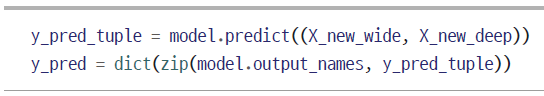 y_pred_tuple = model.predict((X_new_wide, X_new_deep))
y_pred = dict(zip(model.output_names, y_pred_tuple))